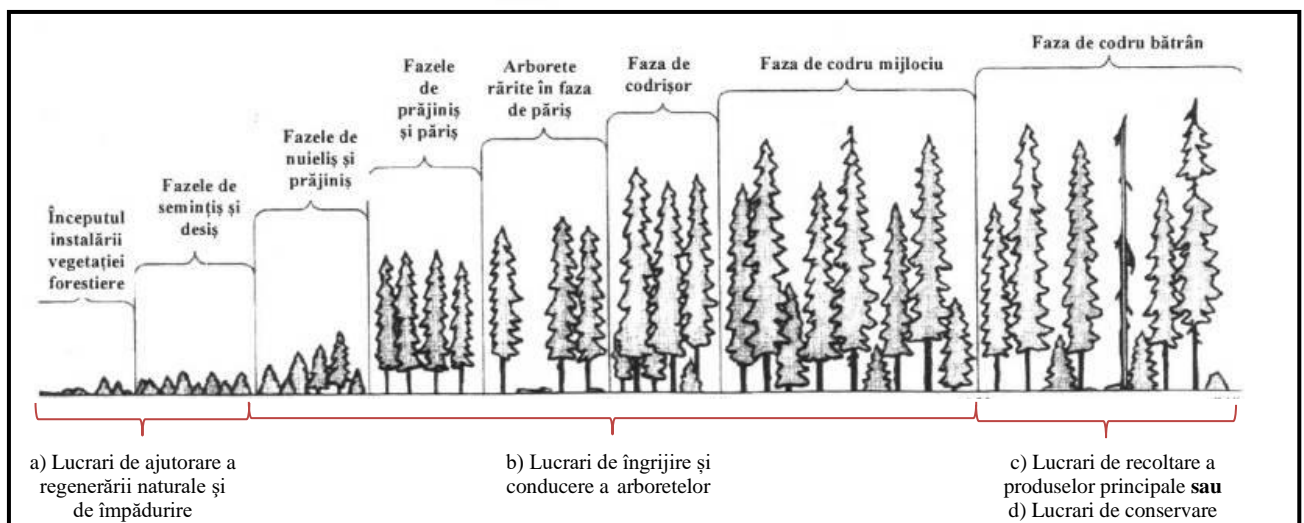 Începutul
instalării
vegetației
forestiere
Fazele de
semințiș și
desiș
Fazele de
nuieliș și
prăjiniș
Fazele
de
prăjiniș
și păriș
Arborete
rărite în faza
de păriș
Faza de
codrișor
Faza de codru mijlociu
Faza de codru bătrân
a) Lucrari de ajutorare a
regenerării naturale şi
de împădurire
b) Lucrari de îngrijire și
conducere a arboretelor
c) Lucrari de recoltare a
produselor principale sau
d) Lucrari de conservare